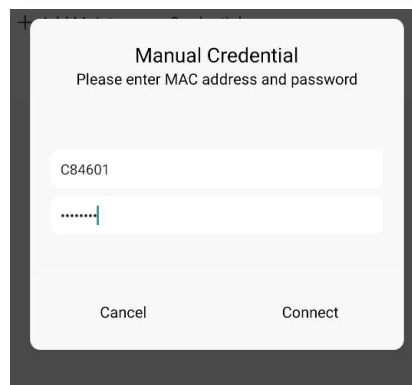 Manual Credential
Please enter MAC address and password
C84601
••••••••
Cancel
Connect